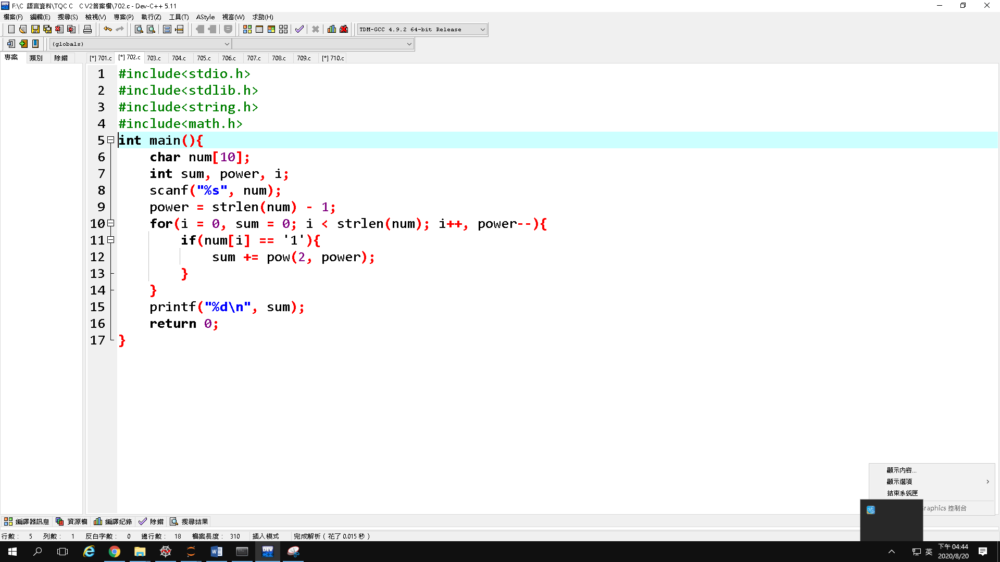 F:\C 語言資料\TQC C    C V2答案檔\702.c - Dev-C++ 5.11
檔案(F) 編輯(E) 搜尋(S) 檢視(V) 專案(P) 執行(Z) 工具(T) AStyle 視窗(W) 求助(H)
TDM-GCC 4.9.2 64-bit Release
(globals)
專案 類別 除錯
[*] 701.c [*] 702.c 703.c 704.c 705.c 706.c 707.c 708.c 709.c [*] 710.c
1 #include<stdio.h>
2 #include<stdlib.h>
3 #include<string.h>
4 #include<math.h>
5 int main(){
6     char num[10];
7     int sum, power, i;
8     scanf("%s", num);
9     power = strlen(num) - 1;
10     for(i = 0, sum = 0; i < strlen(num); i++, power--){
11         if(num[i] == '1'){
12             sum += pow(2, power);
13         }
14     }
15     printf("%d\n", sum);
16     return 0;
17 }
顯示內容...
顯示選項
結束系統匣
raphics 控制台
編譯器訊息 資源檔 編譯紀錄 除錯 搜尋結果
行數 : 5 列數 : 1 反白字數 : 0 總行數 : 18 檔案長度 : 310 插入模式 完成解析 ( 花了 0.015 秒 )
DEV
英
下午 04:44
2020/8/20